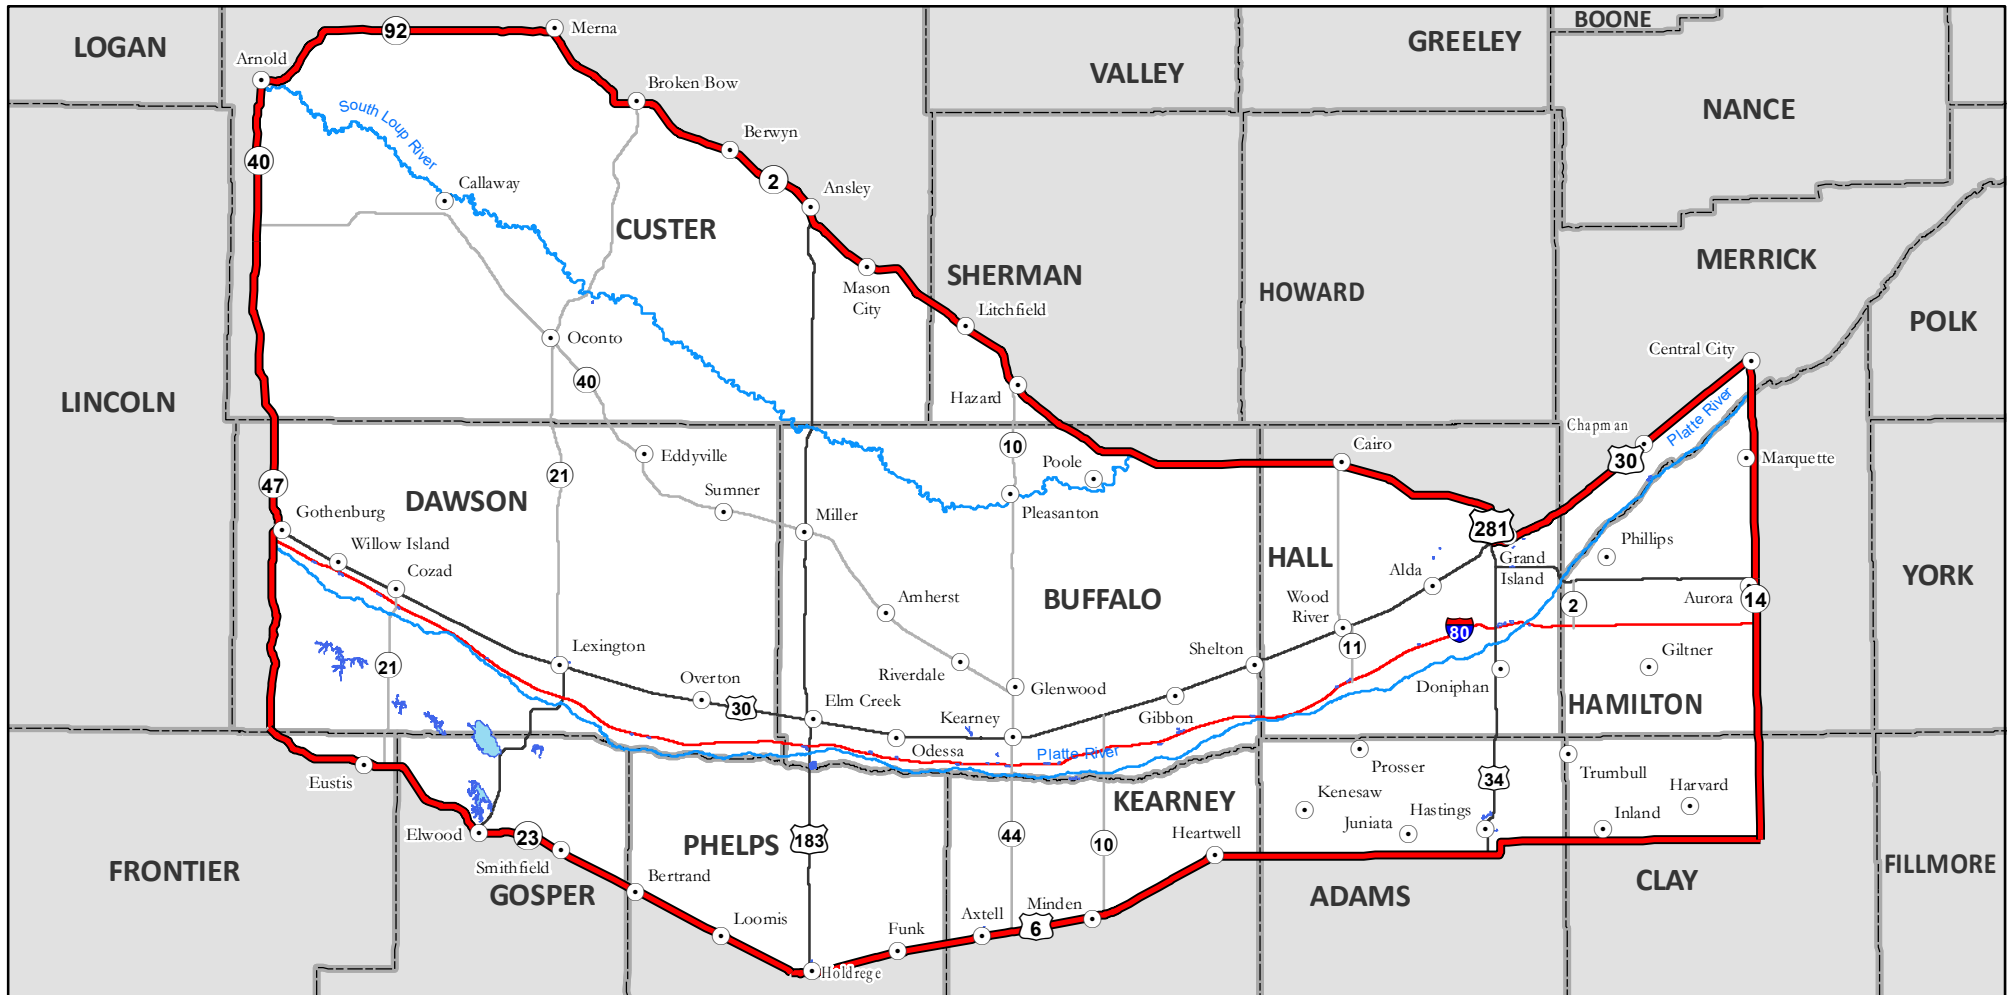 BOONE
LOGAN
92
Merna
GREELEY
Arnold
VALLEY
Broken Bow
NANCE
South Loup River
Berwyn
40
2
Callaway
Ansley
CUSTER
MERRICK
SHERMAN
Mason
City
HOWARD
Litchfield
POLK
Oconto
Central City
40
Hazard
LINCOLN
Platte River
Chapman
10
Cairo
Eddyville
Poole
30
Marquette
21
47
Sumner
DAWSON
Gothenburg
Miller
Pleasanton
281
Willow Island
HALL
Grand
Island
Phillips
Cozad
Alda
YORK
Amherst
BUFFALO
Wood
River
2
Aurora
14
80
Lexington
11
Shelton
Giltner
21
Riverdale
Overton
Glenwood
Doniphan
HAMILTON
30
Elm Creek
Kearney
Gibbon
Odessa
Platte River
Eustis
Prosser
Trumbull
34
Harvard
KEARNEY
Kenesaw
Hastings
Inland
Juniata
Elwood
23
183
44
10
Heartwell
PHELPS
Smithfield
FRONTIER
GOSPER
Bertrand
ADAMS
CLAY
FILLMORE
Loomis
Funk
Axtell
Minden
6
Holdrege